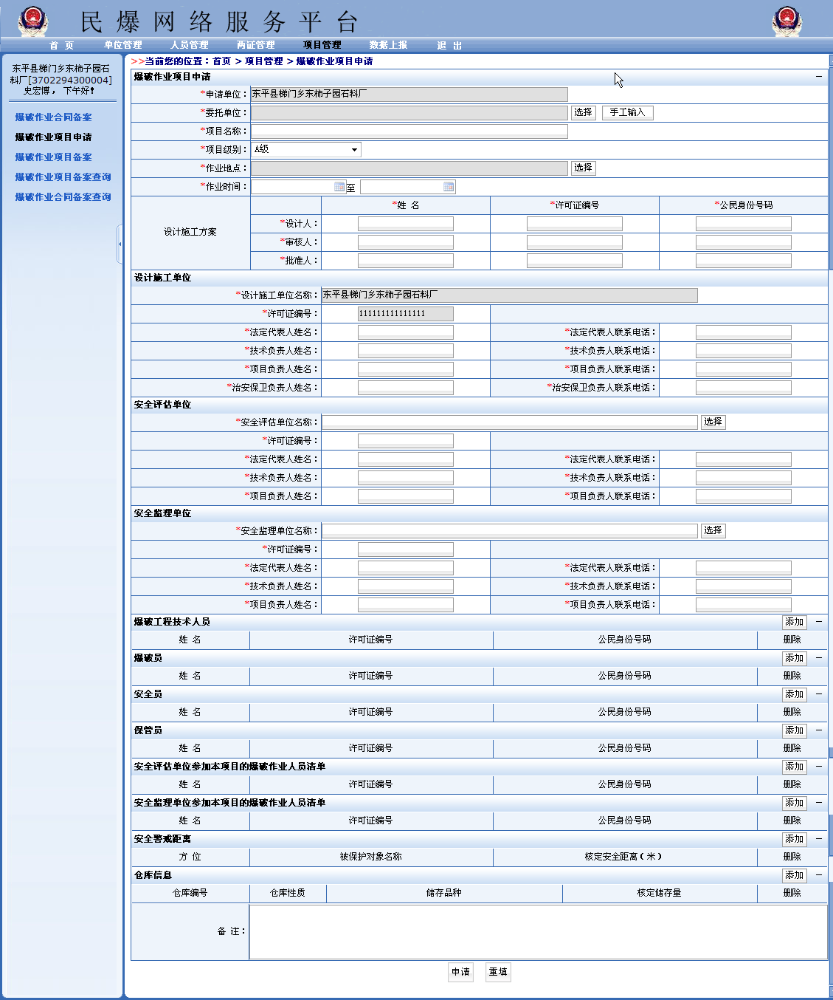 民爆网络服务平台
首 页 单位管理 人员管理 两证管理 项目管理 数据上报 退 出
东平县梯门乡东柿子园石
料厂[3702294300004]
史宏博， 下午好！
爆破作业合同备案
爆破作业项目申请
爆破作业项目备案
爆破作业项目备案查询
爆破作业合同备案查询
>>当前您的位置：首页 > 项目管理 > 爆破作业项目申请
爆破作业项目申请
*申请单位： 东平县梯门乡东柿子园石料厂
*委托单位： 选择 手工输入
*项目名称：
*项目级别： A级
*作业地点： 选择
*作业时间： 至
设计施工方案
*姓 名 *许可证编号 *公民身份号码
*设计人：
*审核人：
*批准人：
设计施工单位
*设计施工单位名称： 东平县梯门乡东柿子园石料厂
*许可证编号： 111111111111111
*法定代表人姓名： *法定代表人联系电话：
*技术负责人姓名： *技术负责人联系电话：
*项目负责人姓名： *项目负责人联系电话：
*治安保卫负责人姓名： *治安保卫负责人联系电话：
安全评估单位
*安全评估单位名称： 选择
*许可证编号：
*法定代表人姓名： *法定代表人联系电话：
*技术负责人姓名： *技术负责人联系电话：
*项目负责人姓名： *项目负责人联系电话：
安全监理单位
*安全监理单位名称： 选择
*许可证编号：
*法定代表人姓名： *法定代表人联系电话：
*技术负责人姓名： *技术负责人联系电话：
*项目负责人姓名： *项目负责人联系电话：
爆破工程技术人员 添加
姓 名 许可证编号 公民身份号码 删除
爆破员 添加
姓 名 许可证编号 公民身份号码 删除
安全员 添加
姓 名 许可证编号 公民身份号码 删除
保管员 添加
姓 名 许可证编号 公民身份号码 删除
安全评估单位参加本项目的爆破作业人员清单 添加
姓 名 许可证编号 公民身份号码 删除
安全监理单位参加本项目的爆破作业人员清单 添加
姓 名 许可证编号 公民身份号码 删除
安全警戒距离 添加
方 位 被保护对象名称 核定安全距离（米） 删除
仓库信息 添加
仓库编号 仓库性质 储存品种 核定储存量 删除
备 注：
申请 重填